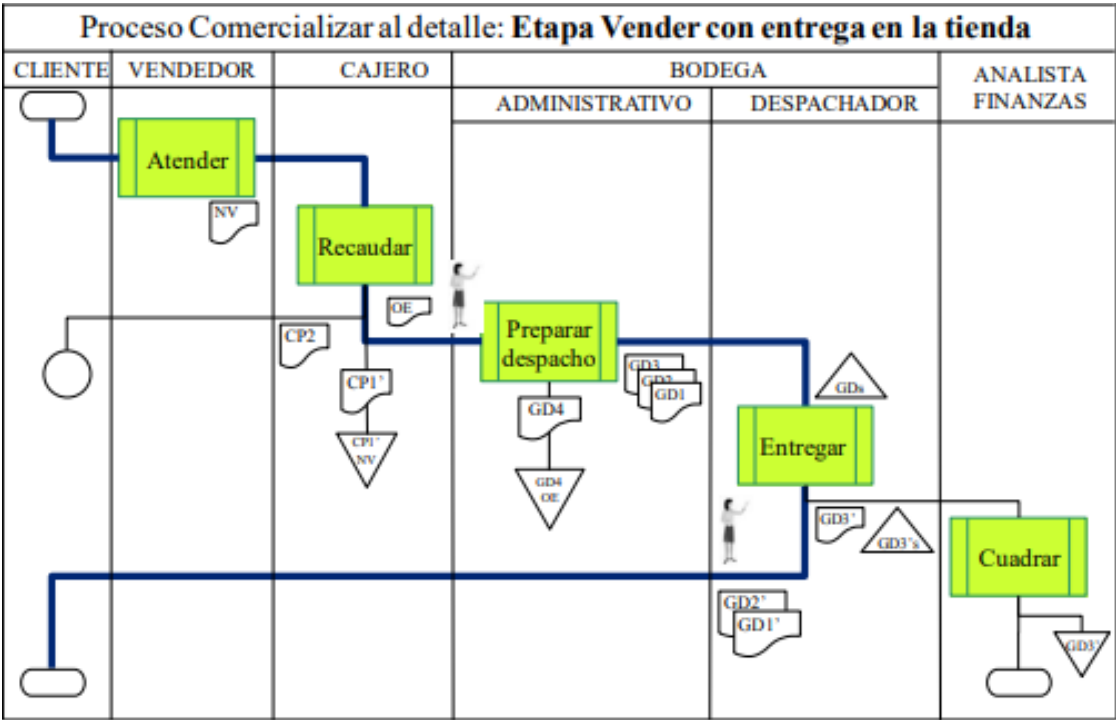 Proceso Comercializar al detalle: Etapa Vender con entrega en la tienda
CLIENTE
VENDEDOR
CAJERO
BODEGA
ANALISTA
FINANZAS
ADMINISTRATIVO
DESPACHADOR
Atender
NV
Recaudar
OE
CP2
CP1’
CP1’
NV
Preparar
despacho
GD3
GD2
GD1
GD4
GD4
OE
GDs
Entregar
GD3’
GD3’s
GD2’
GD1’
Cuadrar
GD3’